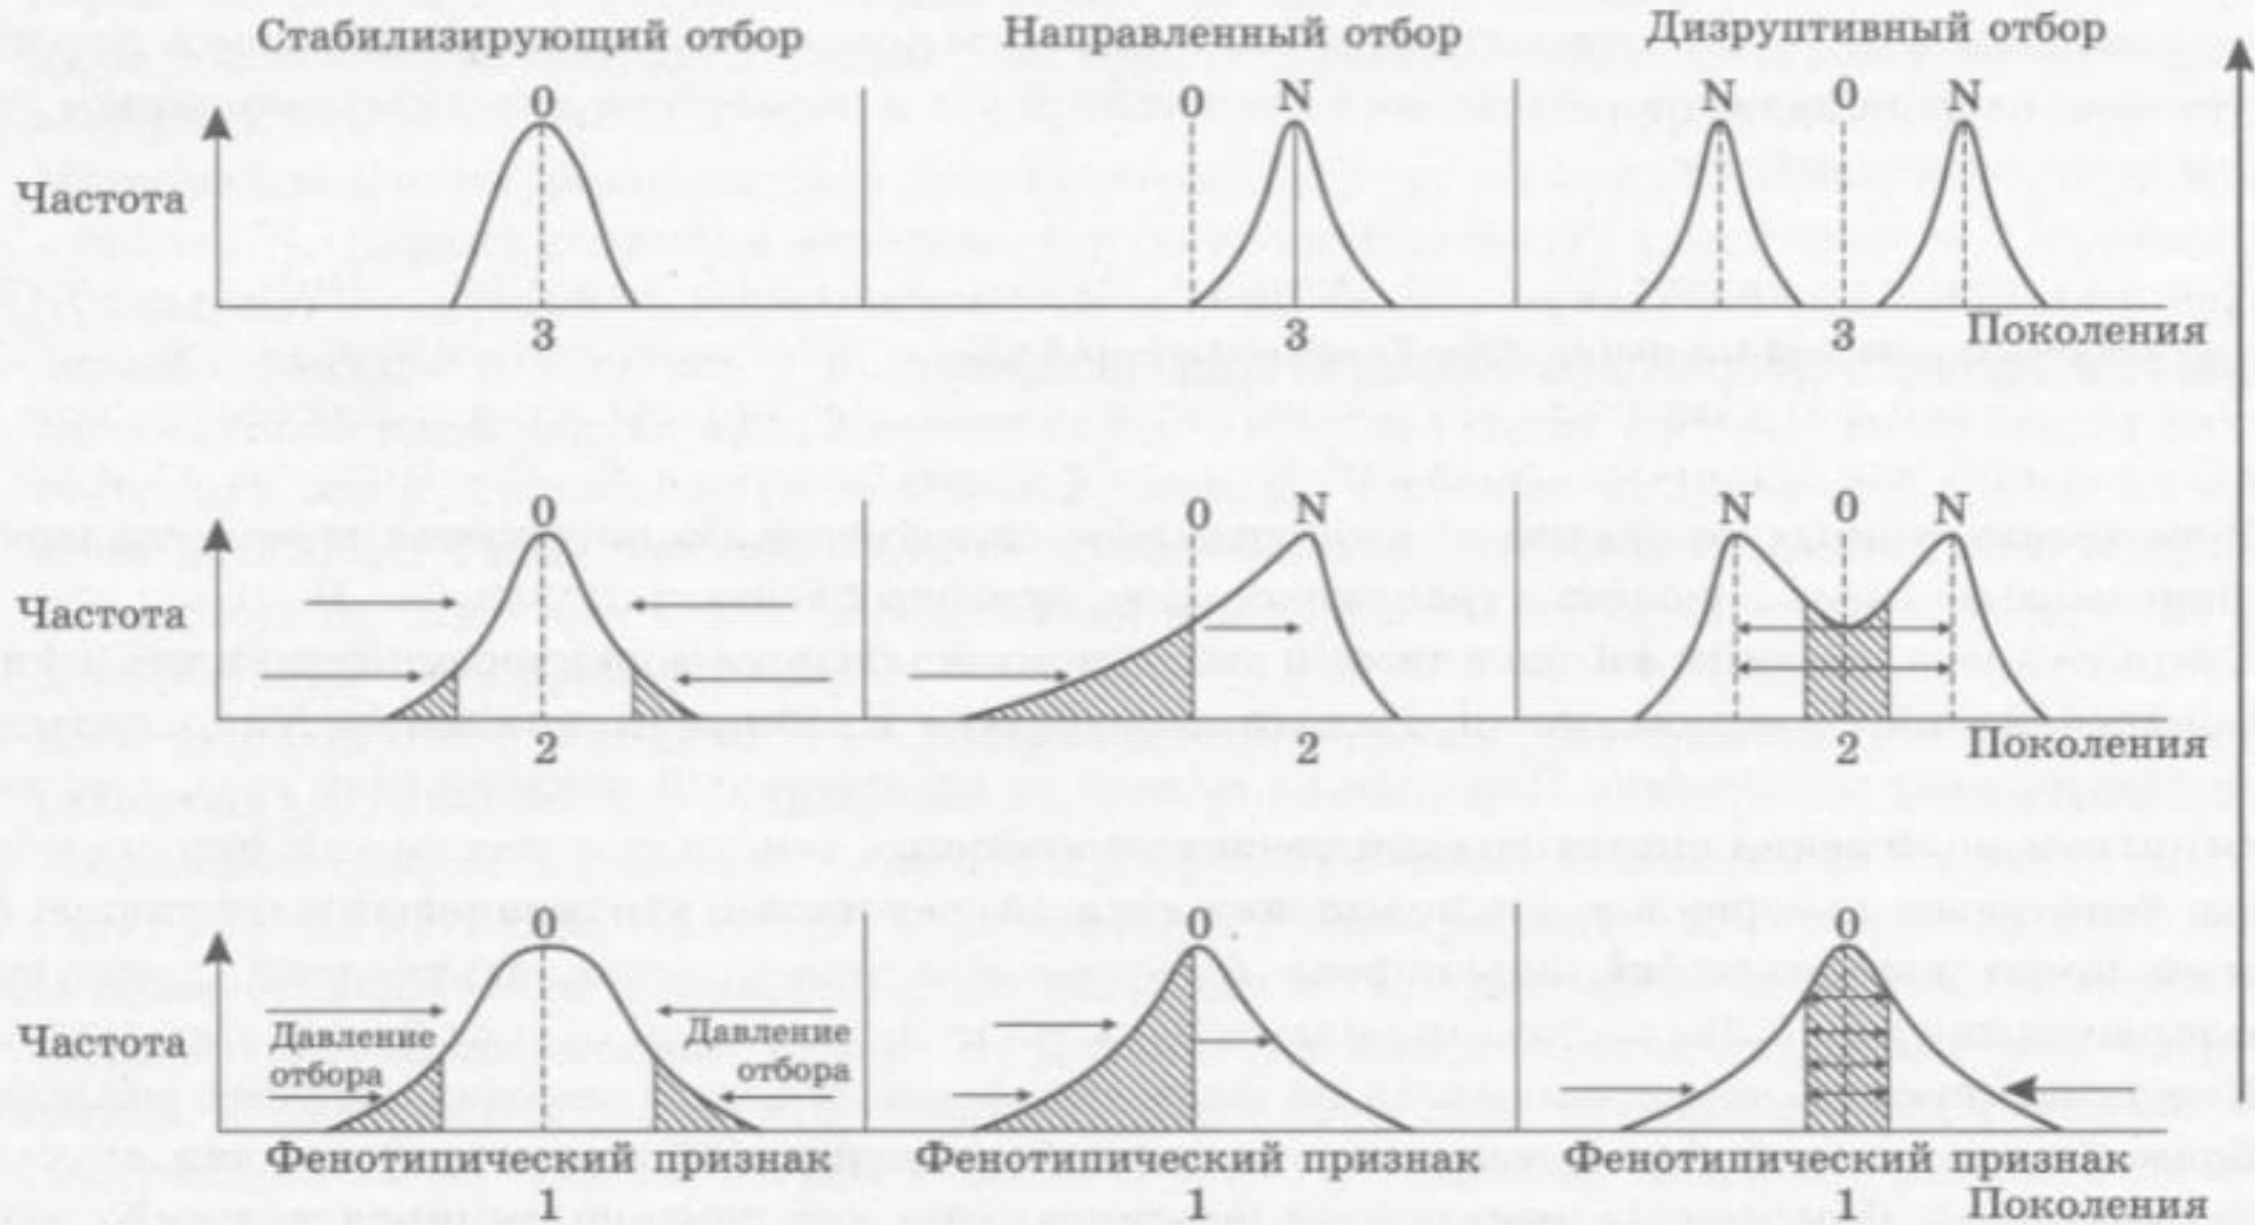 Стабилизирующий отбор Направленный отбор Дизруптивный отбор
0 0 N N 0 N
Частота
3 3 3 Поколения
0 0 N N 0 N
Частота
2 2 2 Поколения
0 0 0
Частота
Давление отбора Давление отбора
Фенотипический признак Фенотипический признак Фенотипический признак
1 1 1 Поколения